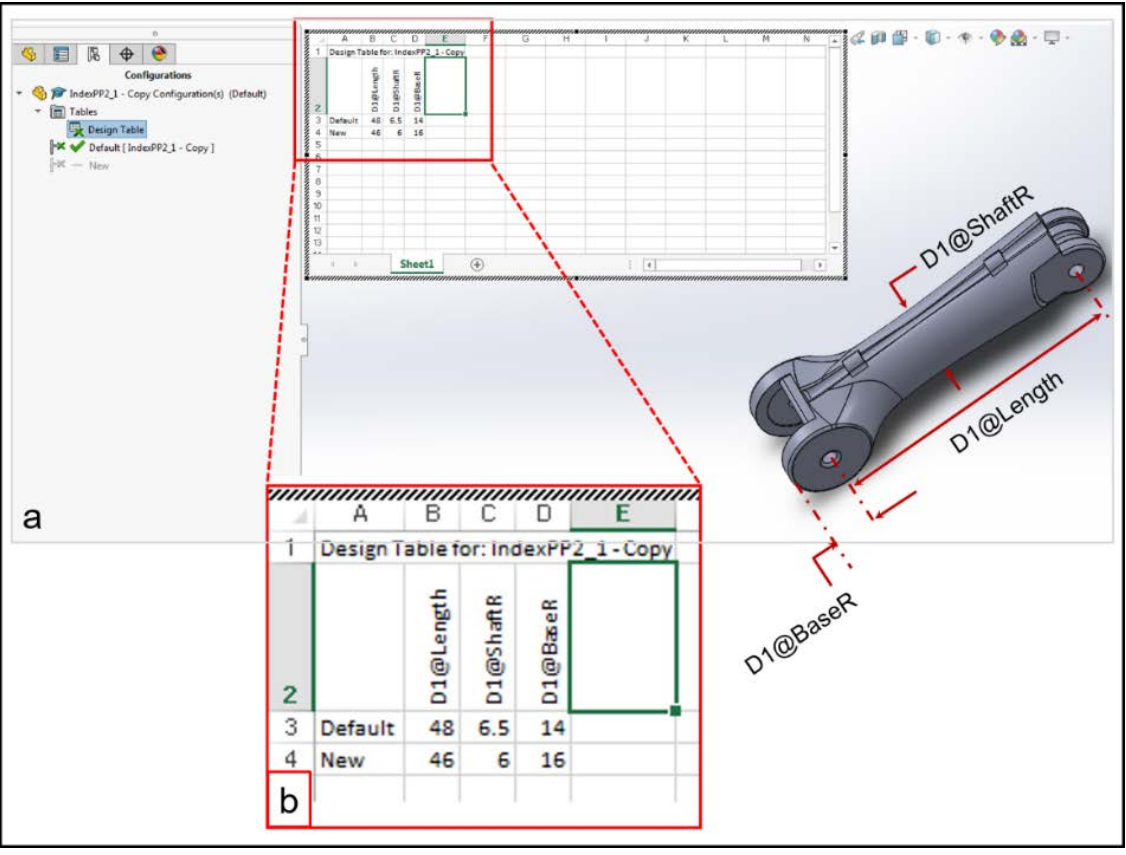 Configurations
IndexPP2_1 - Copy Configuration(s) (Default)
Tables
Design Table
Default [ IndexPP2_1 - Copy ]
New
A B C D E F G H I J K L M N
1 Design Table for: IndexPP2_1 - Copy
2 D1@Length D1@ShaftR D1@BaseR
3 Default 48 6.5 14
4 New 46 6 16
5
6
7
8
9
10
11
12
13
Sheet1
D1@ShaftR
D1@Length
D1@BaseR
a
A B C D E
1 Design Table for: IndexPP2_1 - Copy
2 D1@Length D1@ShaftR D1@BaseR
3 Default 48 6.5 14
4 New 46 6 16
b